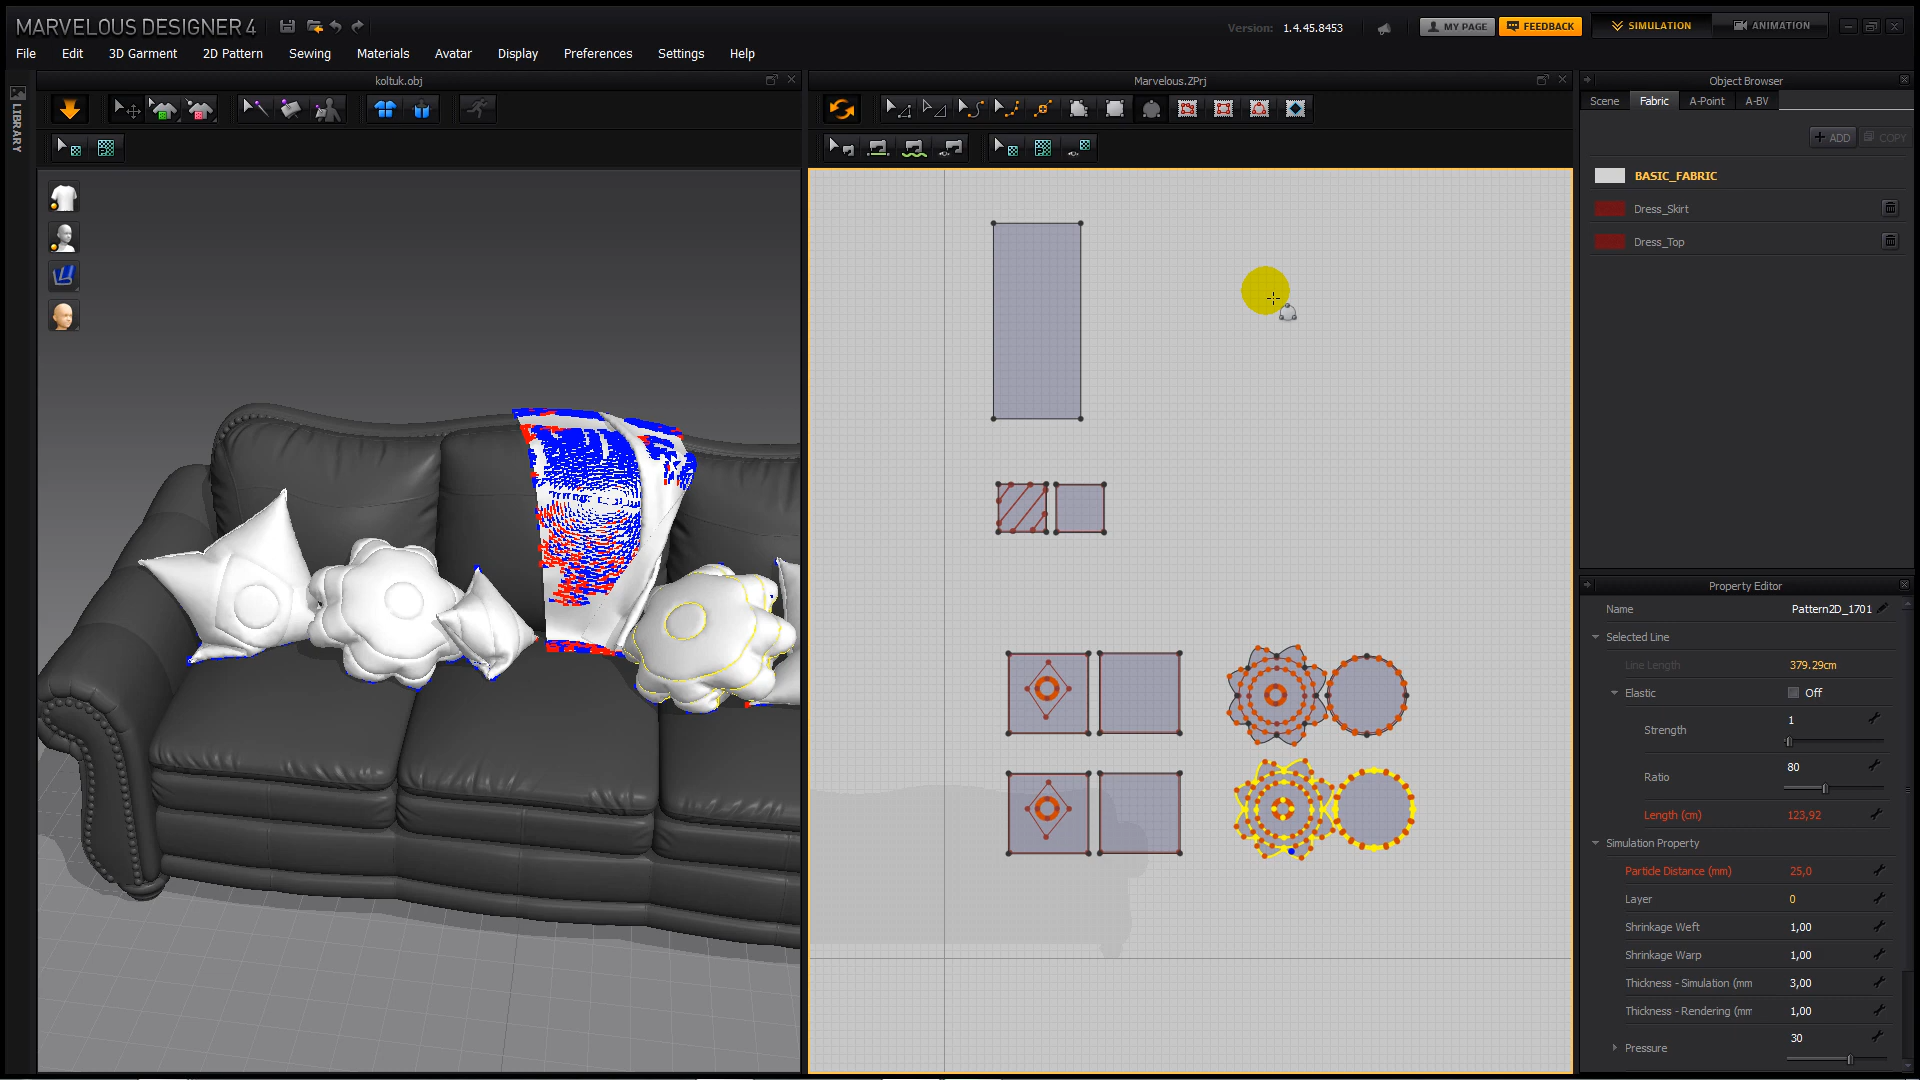 MARVELOUS DESIGNER 4
Version: 1.4.45.8453
MY PAGE
FEEDBACK
SIMULATION
ANIMATION
File Edit 3D Garment 2D Pattern Sewing Materials Avatar Display Preferences Settings Help
LIBRARY
koltuk.obj
Marvelous.ZPrj
Object Browser
Scene Fabric A-Point A-BV
+ ADD COPY
BASIC_FABRIC
Dress_Skirt
Dress_Top
Property Editor
Name Pattern2D_1701
Selected Line
Line Length 379.29cm
Elastic Off
Strength 1
Ratio 80
Length (cm) 123,92
Simulation Property
Particle Distance (mm) 25,0
Layer 0
Shrinkage Weft 1,00
Shrinkage Warp 1,00
Thickness - Simulation (mm 3,00
Thickness - Rendering (mm 1,00
Pressure 30